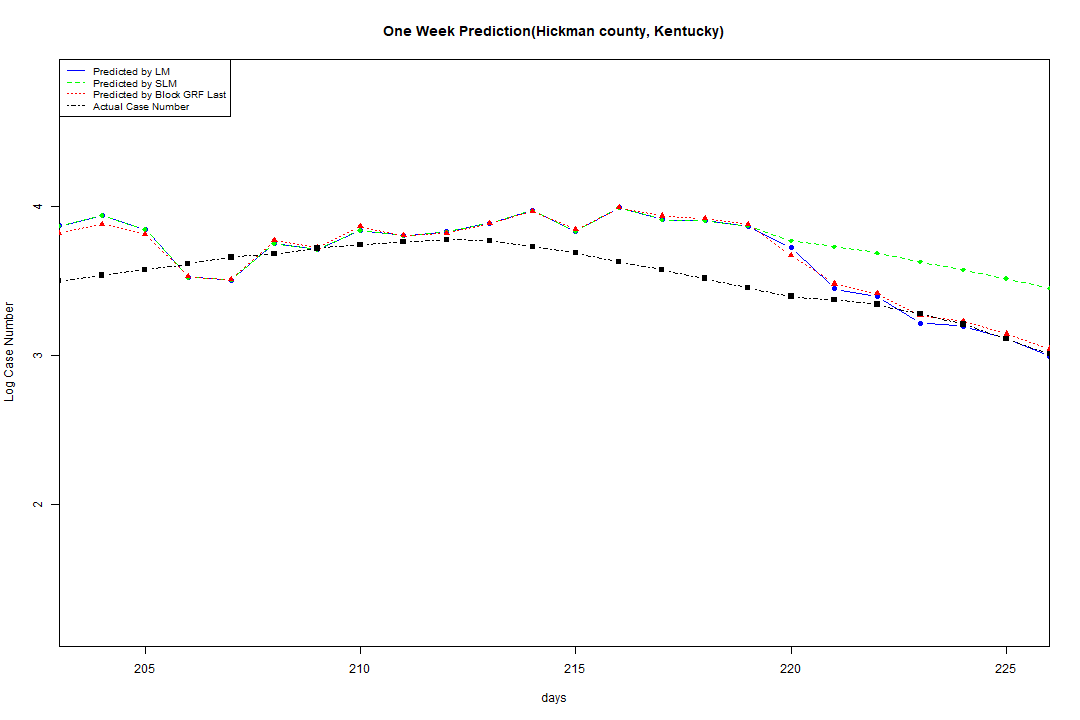 One Week Prediction(Hickman county, Kentucky)
Predicted by LM
Predicted by SLM
Predicted by Block GRF Last
Actual Case Number
4
3
2
Log Case Number
205 210 215 220 225
days